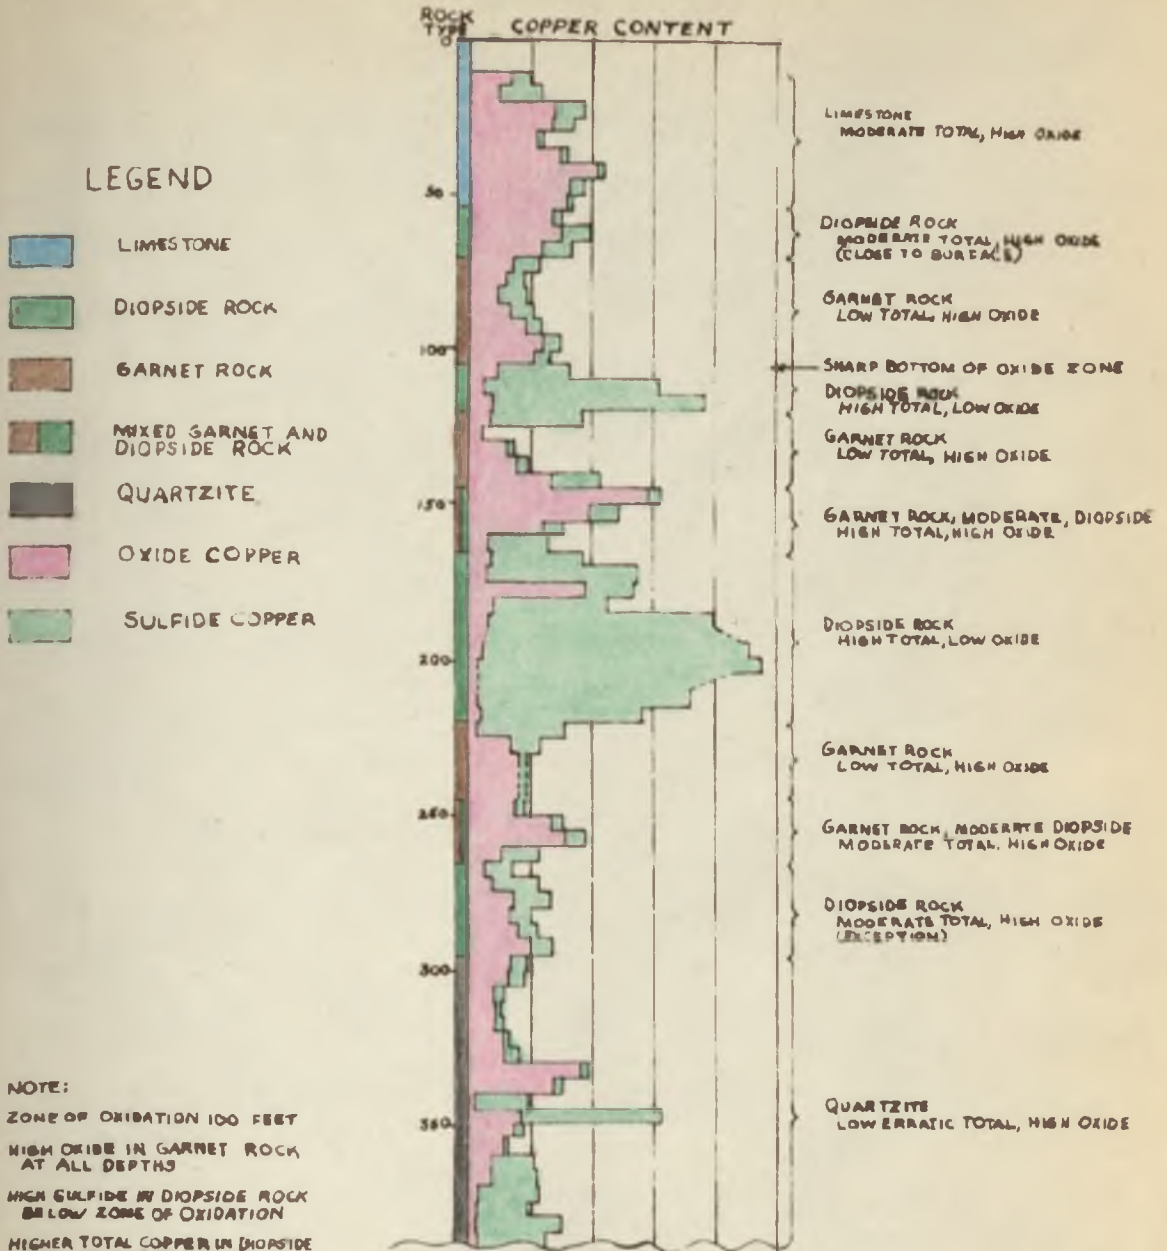 ROCK
TYPE
COPPER CONTENT
0
50
100
150
200
250
300
350
LEGEND
LIMESTONE
DIOPSIDE ROCK
GARNET ROCK
MIXED GARNET AND
DIOPSIDE ROCK
QUARTZITE
OXIDE COPPER
SULFIDE COPPER
LIMESTONE
MODERATE TOTAL, HIGH OXIDE
DIOPSIDE ROCK
MODERATE TOTAL, HIGH OXIDE
(CLOSE TO SURFACE)
GARNET ROCK
LOW TOTAL, HIGH OXIDE
SHARP BOTTOM OF OXIDE ZONE
DIOPSIDE ROCK
HIGH TOTAL, LOW OXIDE
GARNET ROCK
LOW TOTAL, HIGH OXIDE
GARNET ROCK, MODERATE, DIOPSIDE
HIGH TOTAL, HIGH OXIDE
DIOPSIDE ROCK
HIGH TOTAL, LOW OXIDE
GARNET ROCK
LOW TOTAL, HIGH OXIDE
GARNET ROCK, MODERATE DIOPSIDE
MODERATE TOTAL, HIGH OXIDE
DIOPSIDE ROCK
MODERATE TOTAL, HIGH OXIDE
(EXCEPTION)
QUARTZITE
LOW ERRATIC TOTAL, HIGH OXIDE
NOTE:
ZONE OF OXIDATION 100 FEET
HIGH OXIDE IN GARNET ROCK
AT ALL DEPTHS
HIGH SULFIDE IN DIOPSIDE ROCK
BELOW ZONE OF OXIDATION
HIGHER TOTAL COPPER IN DIOPSIDE